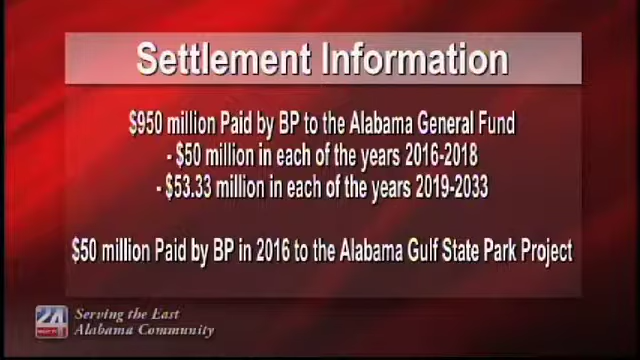 Settlement Information
$950 million Paid by BP to the Alabama General Fund
- $50 million in each of the years 2016-2018
- $53.33 million in each of the years 2019-2033
$50 million Paid by BP in 2016 to the Alabama Gulf State Park Project
24
Serving the East
Alabama Community